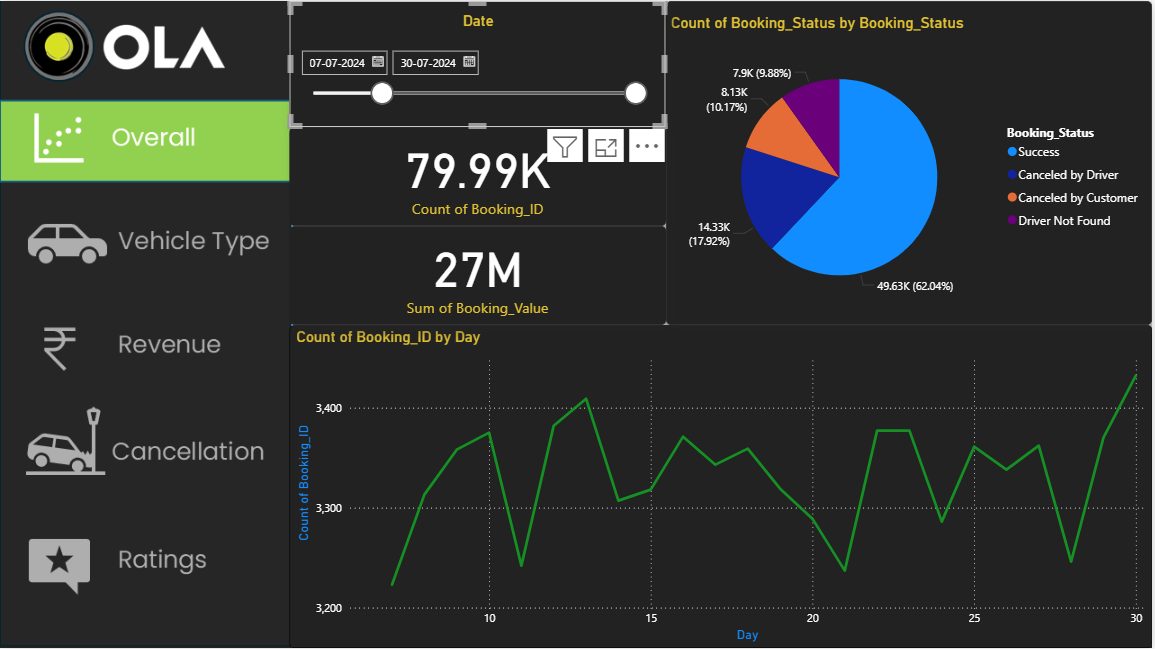 OLA
Overall
Vehicle Type
Revenue
Cancellation
Ratings
Date
07-07-2024
30-07-2024
79.99K
Count of Booking_ID
27M
Sum of Booking_Value
Count of Booking_Status by Booking_Status
7.9K (9.88%)
8.13K
(10.17%)
14.33K
(17.92%)
49.63K (62.04%)
Booking_Status
Success
Canceled by Driver
Canceled by Customer
Driver Not Found
Count of Booking_ID by Day
Count of Booking_ID
3,400
3,300
3,200
10
15
20
25
30
Day